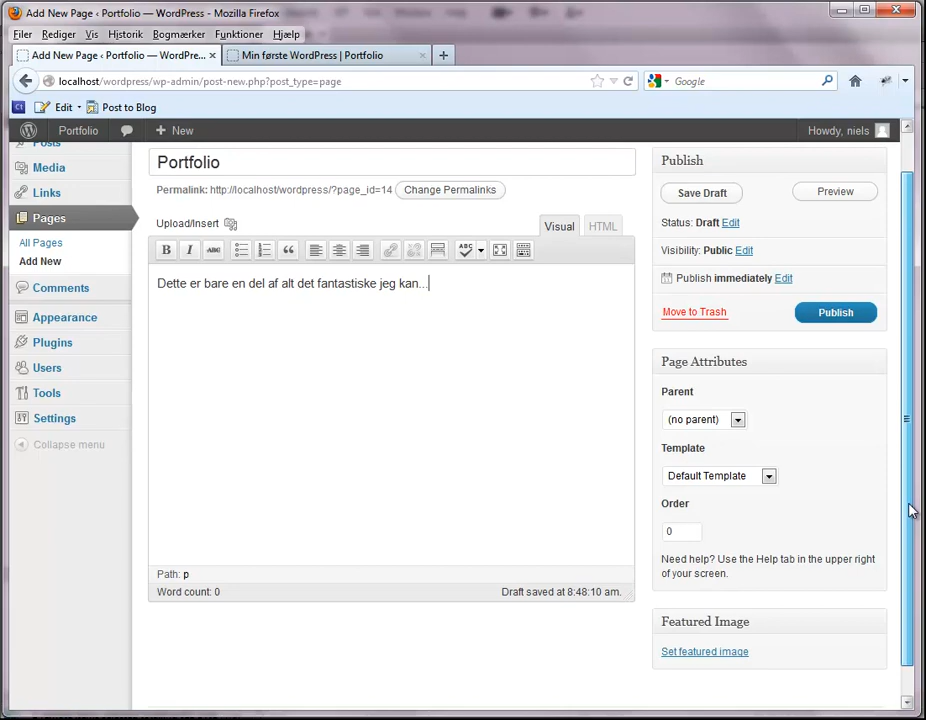 Add New Page ‹ Portfolio — WordPress - Mozilla Firefox
Filer Rediger Vis Historik Bogmærker Funktioner Hjælp
Add New Page ‹ Portfolio — WordPre... × Min første WordPress | Portfolio × +
localhost/wordpress/wp-admin/post-new.php?post_type=page
Google
Ct Edit Post to Blog
Portfolio + New Howdy, niels
Posts
Media
Links
Pages
All Pages
Add New
Comments
Appearance
Plugins
Users
Tools
Settings
Collapse menu
Portfolio
Permalink: http://localhost/wordpress/?page_id=14 Change Permalinks
Upload/Insert
Visual HTML
B I ABC ABC
Dette er bare en del af alt det fantastiske jeg kan...
Path: p
Word count: 0 Draft saved at 8:48:10 am.
Publish
Save Draft Preview
Status: Draft Edit
Visibility: Public Edit
Publish immediately Edit
Move to Trash Publish
Page Attributes
Parent
(no parent)
Template
Default Template
Order
0
Need help? Use the Help tab in the upper right
of your screen.
Featured Image
Set featured image